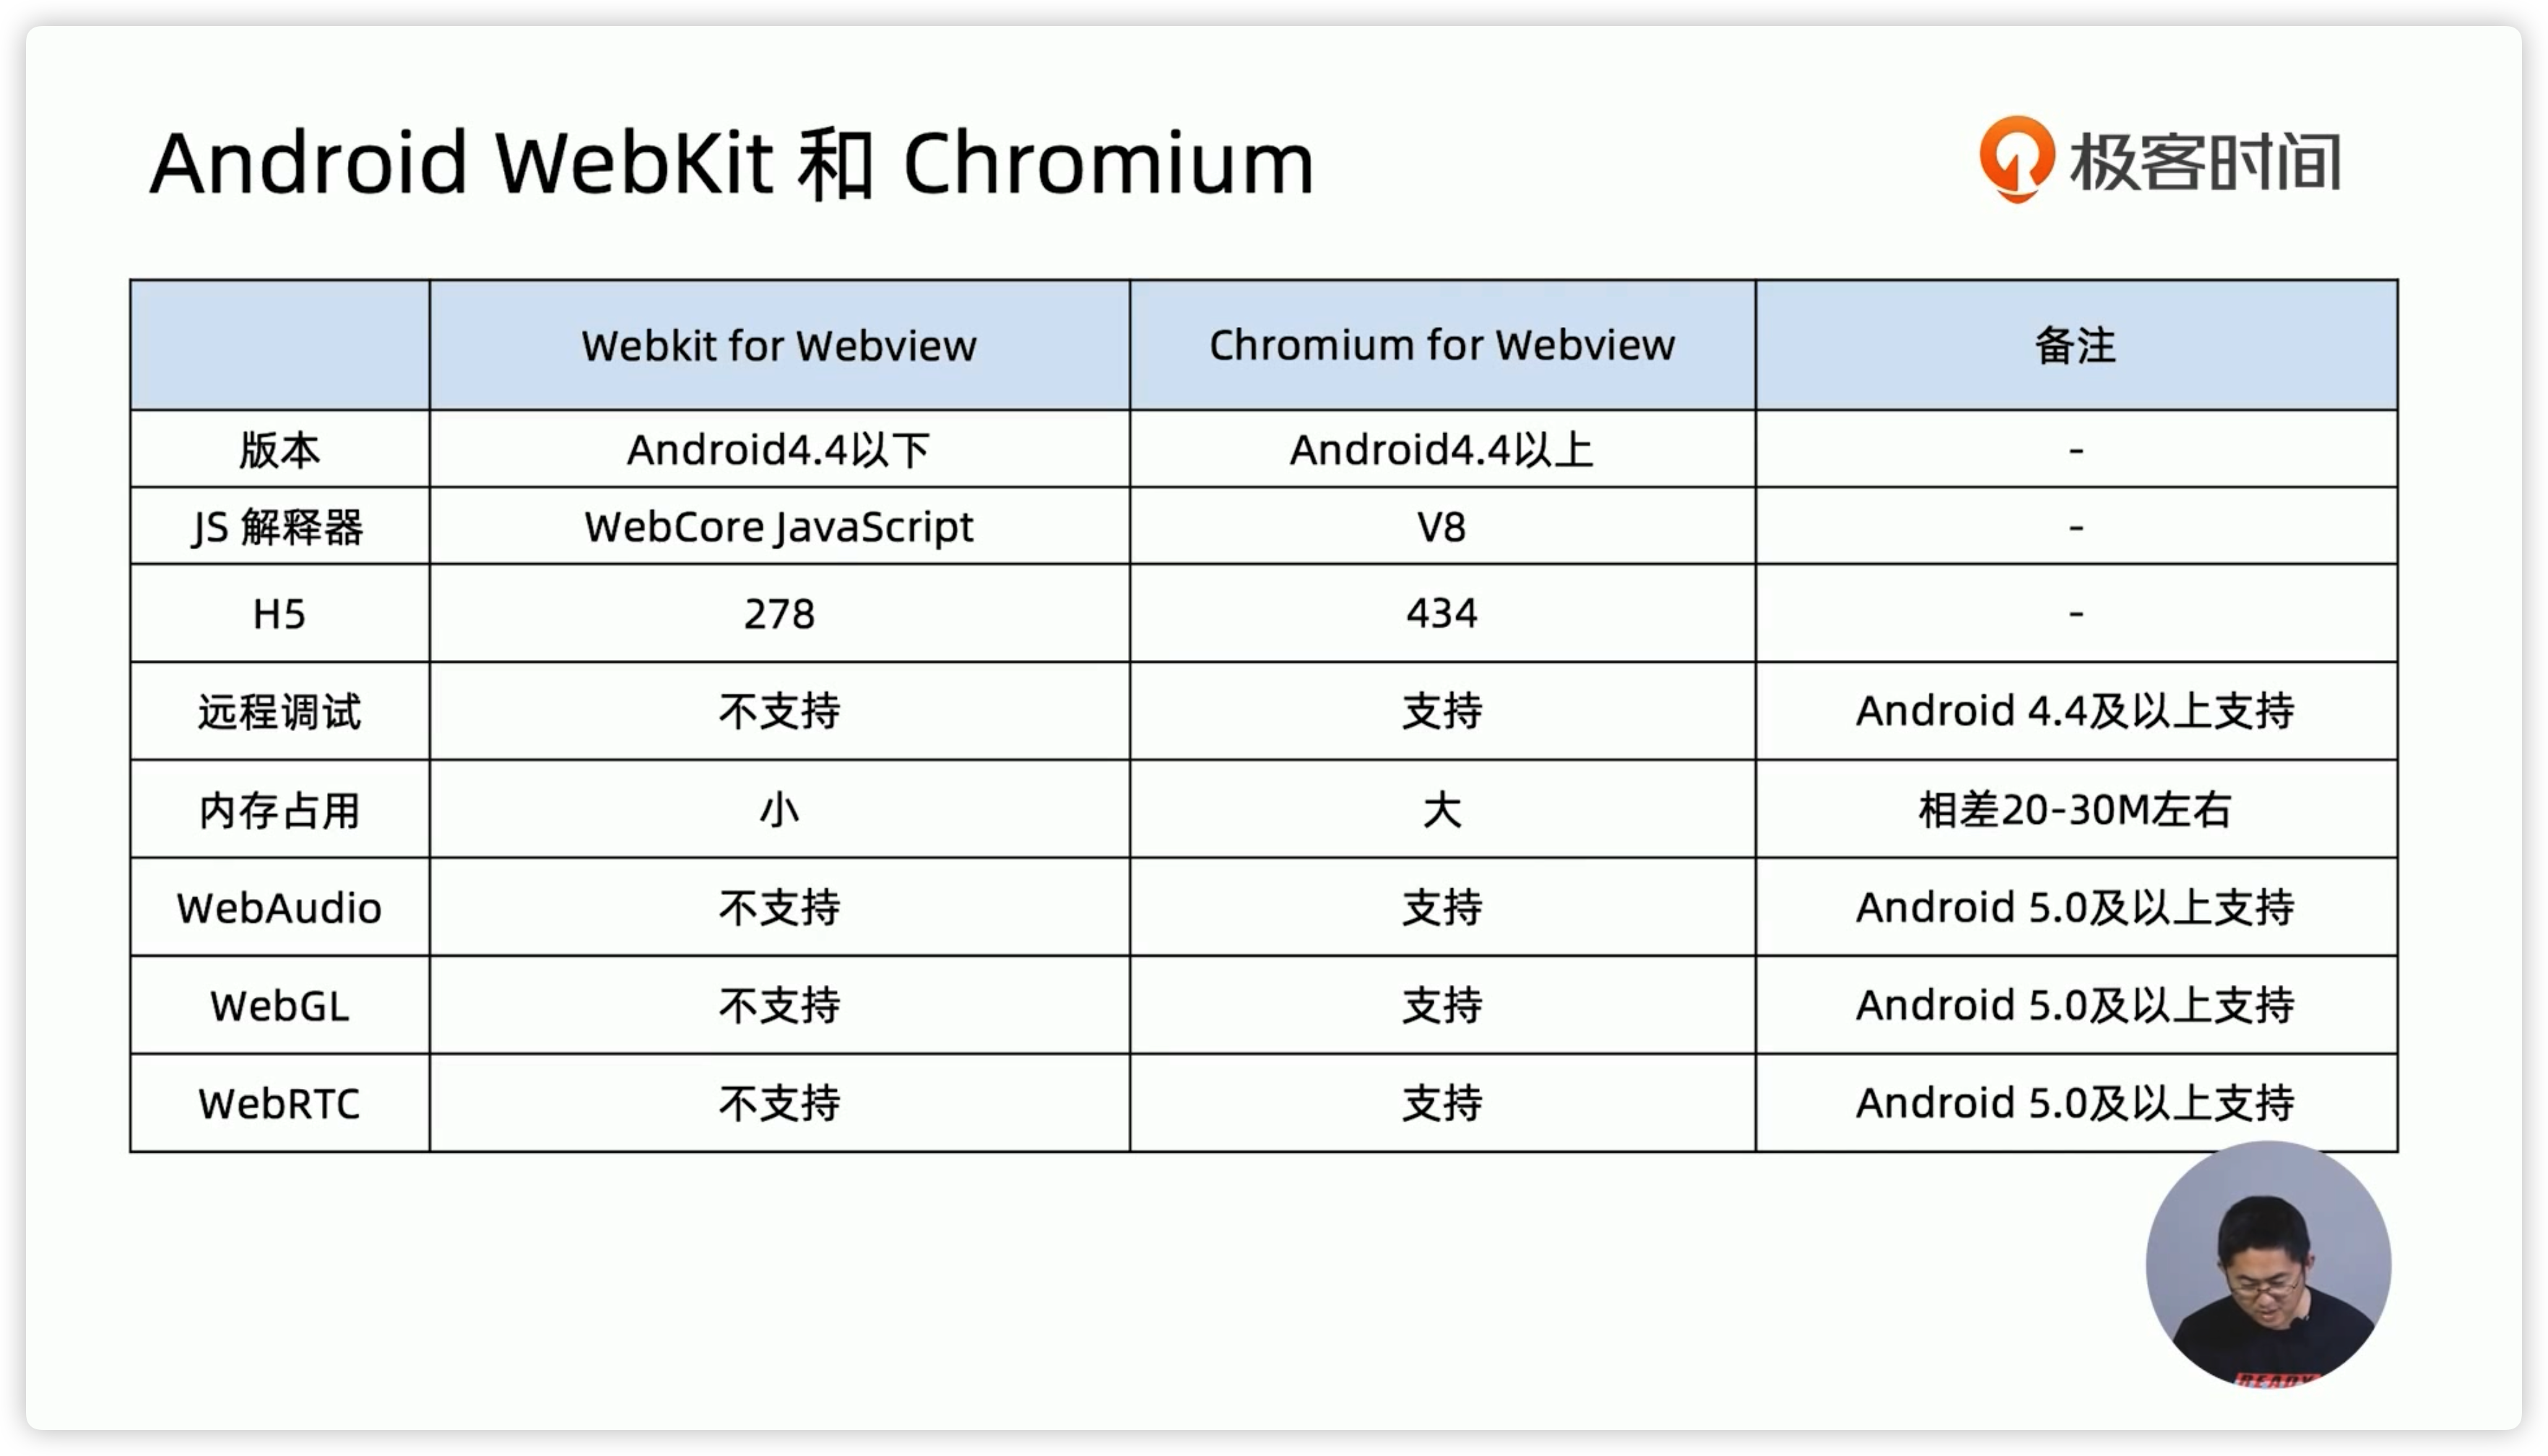 Android WebKit 和 Chromium
极客时间
Webkit for Webview Chromium for Webview 备注
版本 Android4.4以下 Android4.4以上 -
JS 解释器 WebCore JavaScript V8 -
H5 278 434 -
远程调试 不支持 支持 Android 4.4及以上支持
内存占用 小 大 相差20-30M左右
WebAudio 不支持 支持 Android 5.0及以上支持
WebGL 不支持 支持 Android 5.0及以上支持
WebRTC 不支持 支持 Android 5.0及以上支持
READY